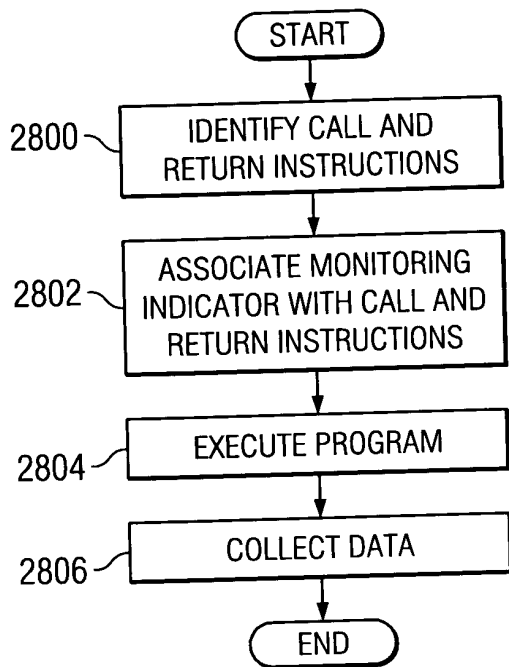 START
2800
IDENTIFY CALL AND
RETURN INSTRUCTIONS
2802
ASSOCIATE MONITORING
INDICATOR WITH CALL AND
RETURN INSTRUCTIONS
2804
EXECUTE PROGRAM
2806
COLLECT DATA
END